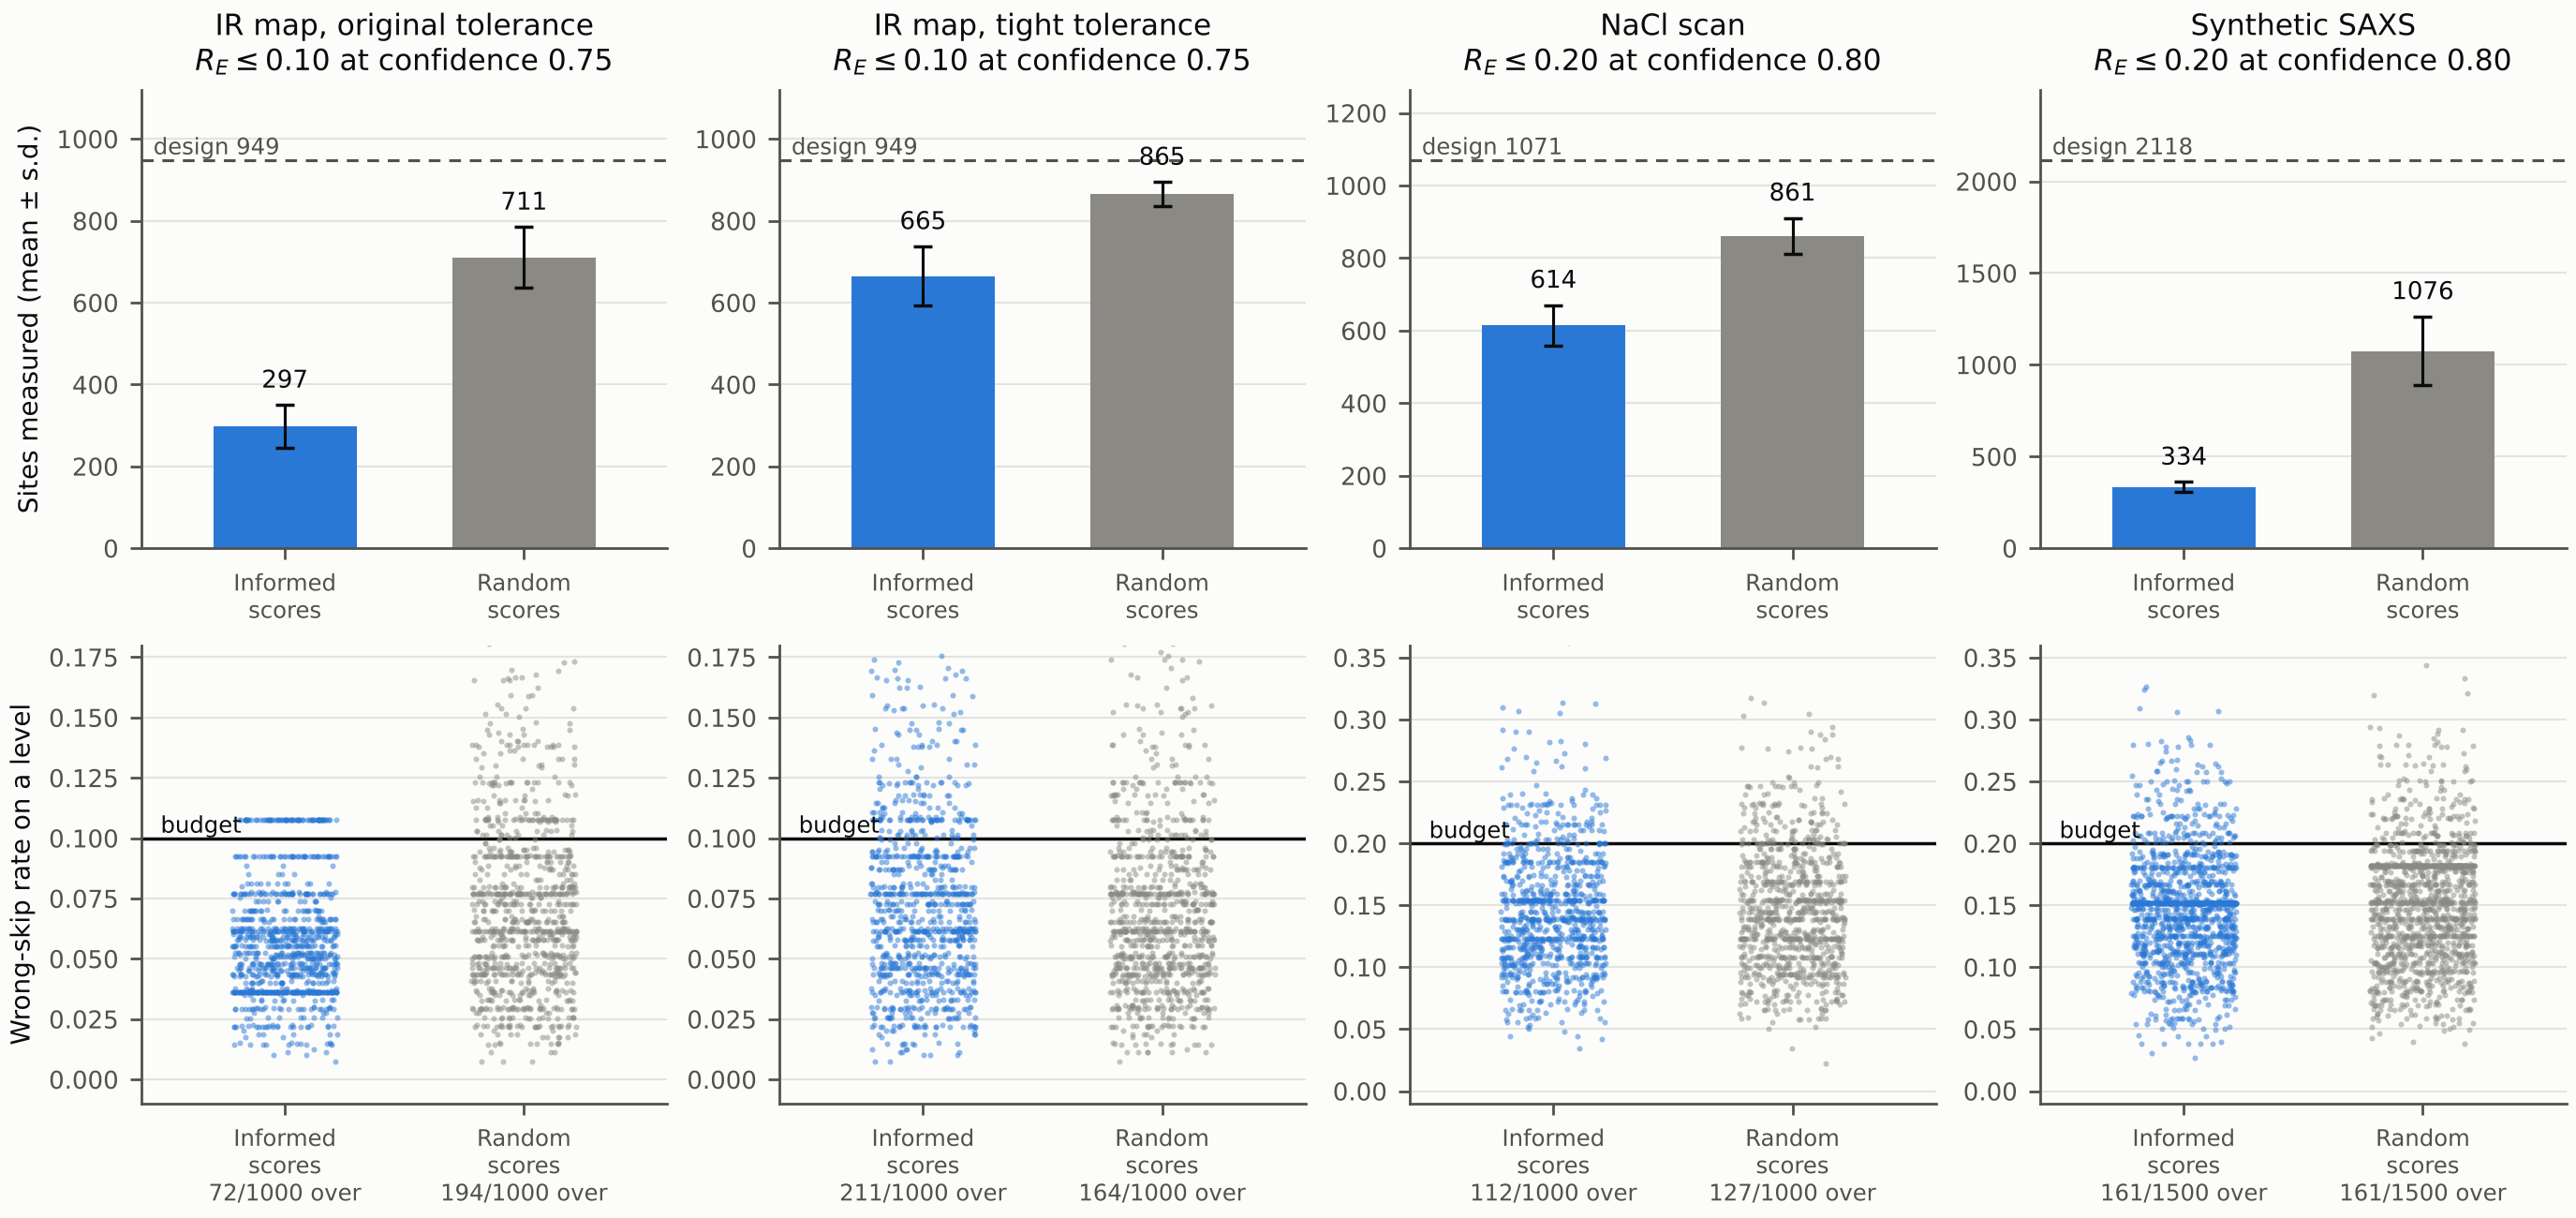 IR map, original tolerance
R_E ≤ 0.10 at confidence 0.75
IR map, tight tolerance
R_E ≤ 0.10 at confidence 0.75
NaCl scan
R_E ≤ 0.20 at confidence 0.80
Synthetic SAXS
R_E ≤ 0.20 at confidence 0.80
Sites measured (mean ± s.d.)
1000
800
600
400
200
0
design 949
297
711
Informed
scores
Random
scores
1000
800
600
400
200
0
design 949
665
865
Informed
scores
Random
scores
1200
1000
800
600
400
200
0
design 1071
614
861
Informed
scores
Random
scores
2000
1500
1000
500
0
design 2118
334
1076
Informed
scores
Random
scores
Wrong-skip rate on a level
0.175
0.150
0.125
0.100
0.075
0.050
0.025
0.000
budget
Informed
scores
72/1000 over
Random
scores
194/1000 over
0.175
0.150
0.125
0.100
0.075
0.050
0.025
0.000
budget
Informed
scores
211/1000 over
Random
scores
164/1000 over
0.35
0.30
0.25
0.20
0.15
0.10
0.05
0.00
budget
Informed
scores
112/1000 over
Random
scores
127/1000 over
0.35
0.30
0.25
0.20
0.15
0.10
0.05
0.00
budget
Informed
scores
161/1500 over
Random
scores
161/1500 over